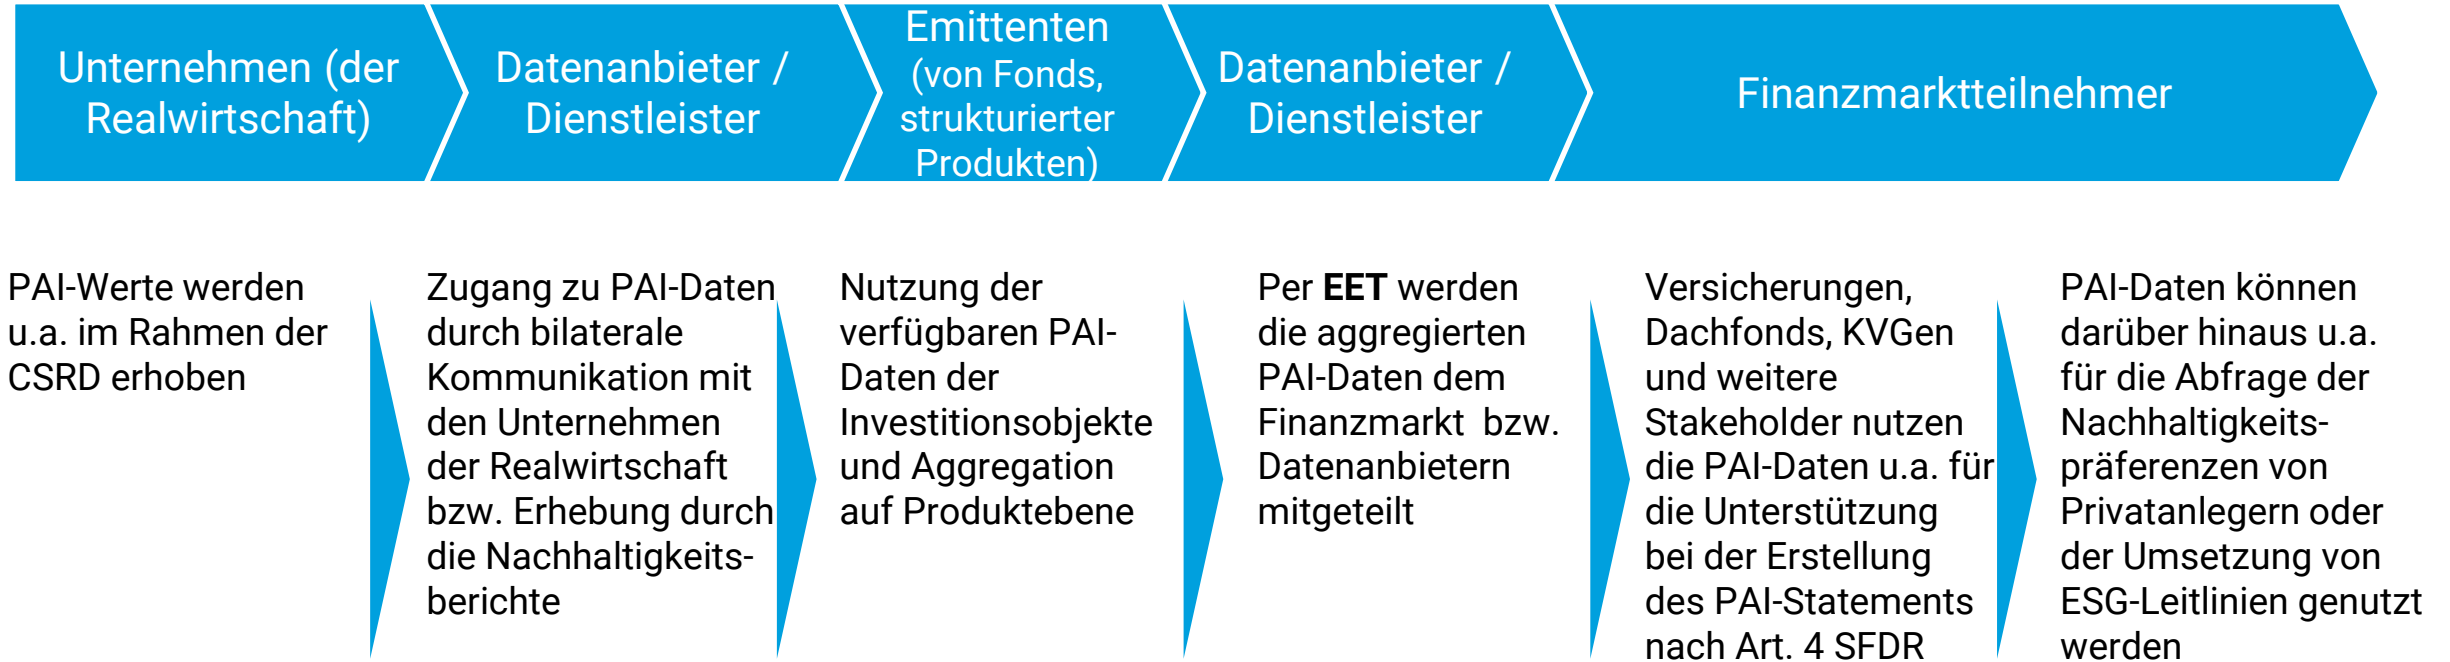 Unternehmen (der
Realwirtschaft)
Datenanbieter /
Dienstleister
Emittenten
(von Fonds,
strukturierter
Produkten)
Datenanbieter /
Dienstleister
Finanzmarktteilnehmer
PAI-Werte werden
u.a. im Rahmen der
CSRD erhoben
Zugang zu PAI-Daten
durch bilaterale
Kommunikation mit
den Unternehmen
der Realwirtschaft
bzw. Erhebung durch
die Nachhaltigkeits-
berichte
Nutzung der
verfügbaren PAI-
Daten der
Investitionsobjekte
und Aggregation
auf Produktebene
Per EET werden
die aggregierten
PAI-Daten dem
Finanzmarkt  bzw.
Datenanbietern
mitgeteilt
Versicherungen,
Dachfonds, KVGen
und weitere
Stakeholder nutzen
die PAI-Daten u.a. für
die Unterstützung
bei der Erstellung
des PAI-Statements
nach Art. 4 SFDR
PAI-Daten können
darüber hinaus u.a.
für die Abfrage der
Nachhaltigkeits-
präferenzen von
Privatanlegern oder
der Umsetzung von
ESG-Leitlinien genutzt
werden